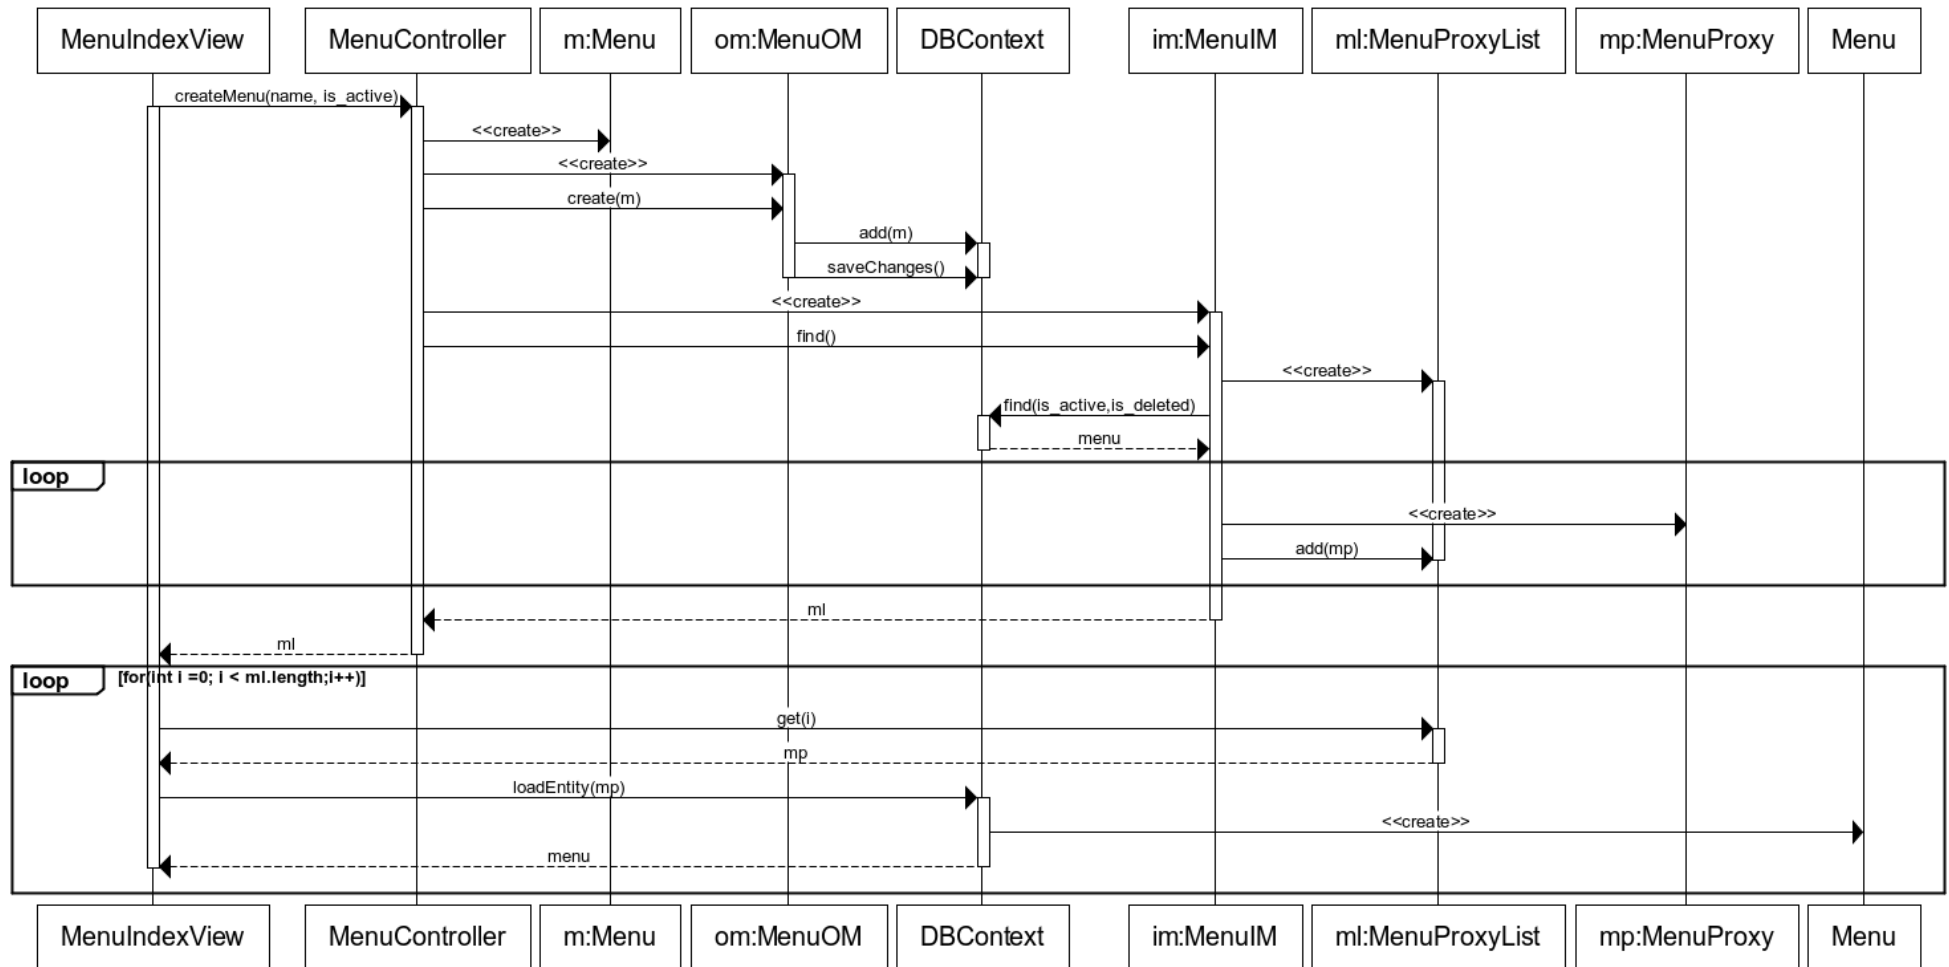 MenuIndexView
MenuController
m:Menu
om:MenuOM
DBContext
im:MenuIM
ml:MenuProxyList
mp:MenuProxy
Menu
createMenu(name, is_active)
<<create>>
<<create>>
create(m)
add(m)
saveChanges()
<<create>>
find()
<<create>>
find(is_active,is_deleted)
menu
loop
<<create>>
add(mp)
ml
ml
loop
[for(int i =0; i < ml.length;i++)]
get(i)
mp
loadEntity(mp)
<<create>>
menu
MenuIndexView
MenuController
m:Menu
om:MenuOM
DBContext
im:MenuIM
ml:MenuProxyList
mp:MenuProxy
Menu